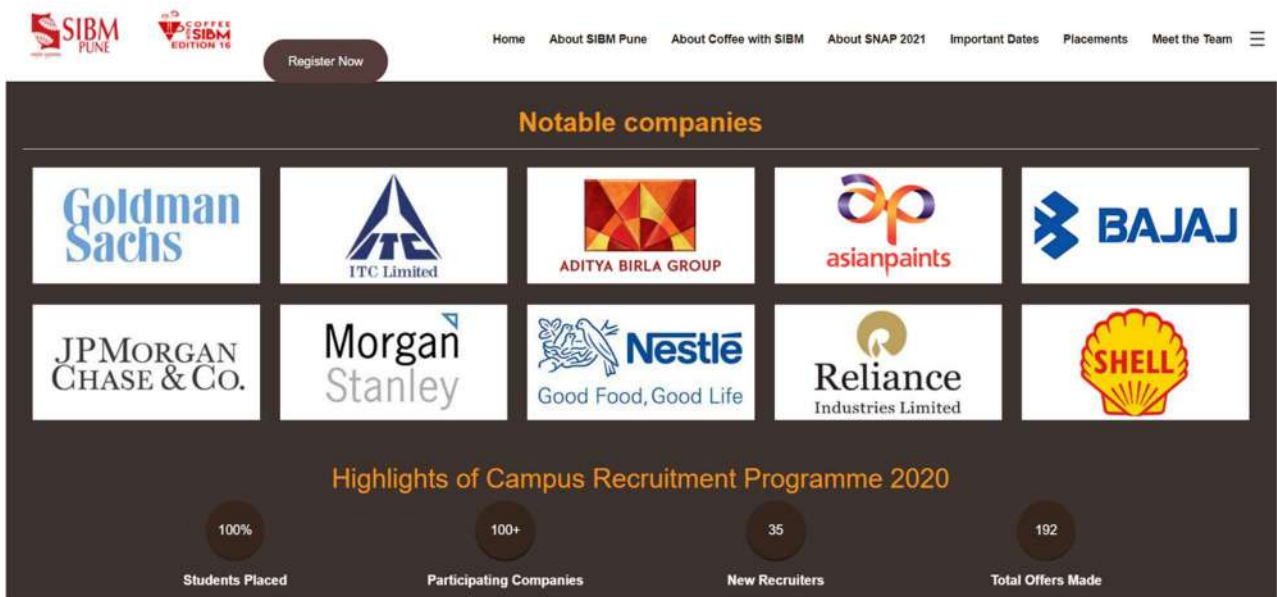 SIBM
PUNE
COFFEE
SIBM
EDITION 16
Register Now
Home
About SIBM Pune
About Coffee with SIBM
About SNAP 2021
Important Dates
Placements
Meet the Team
Notable companies
Goldman
Sachs
ITC
ITC Limited
ADITYA BIRLA GROUP
ap
asianpaints
BAJAJ
JPMORGAN
CHASE & CO.
Morgan
Stanley
Nestlé
Good Food, Good Life
Reliance
Industries Limited
SHELL
Highlights of Campus Recruitment Programme 2020
100%
100+
35
192
Students Placed
Participating Companies
New Recruiters
Total Offers Made